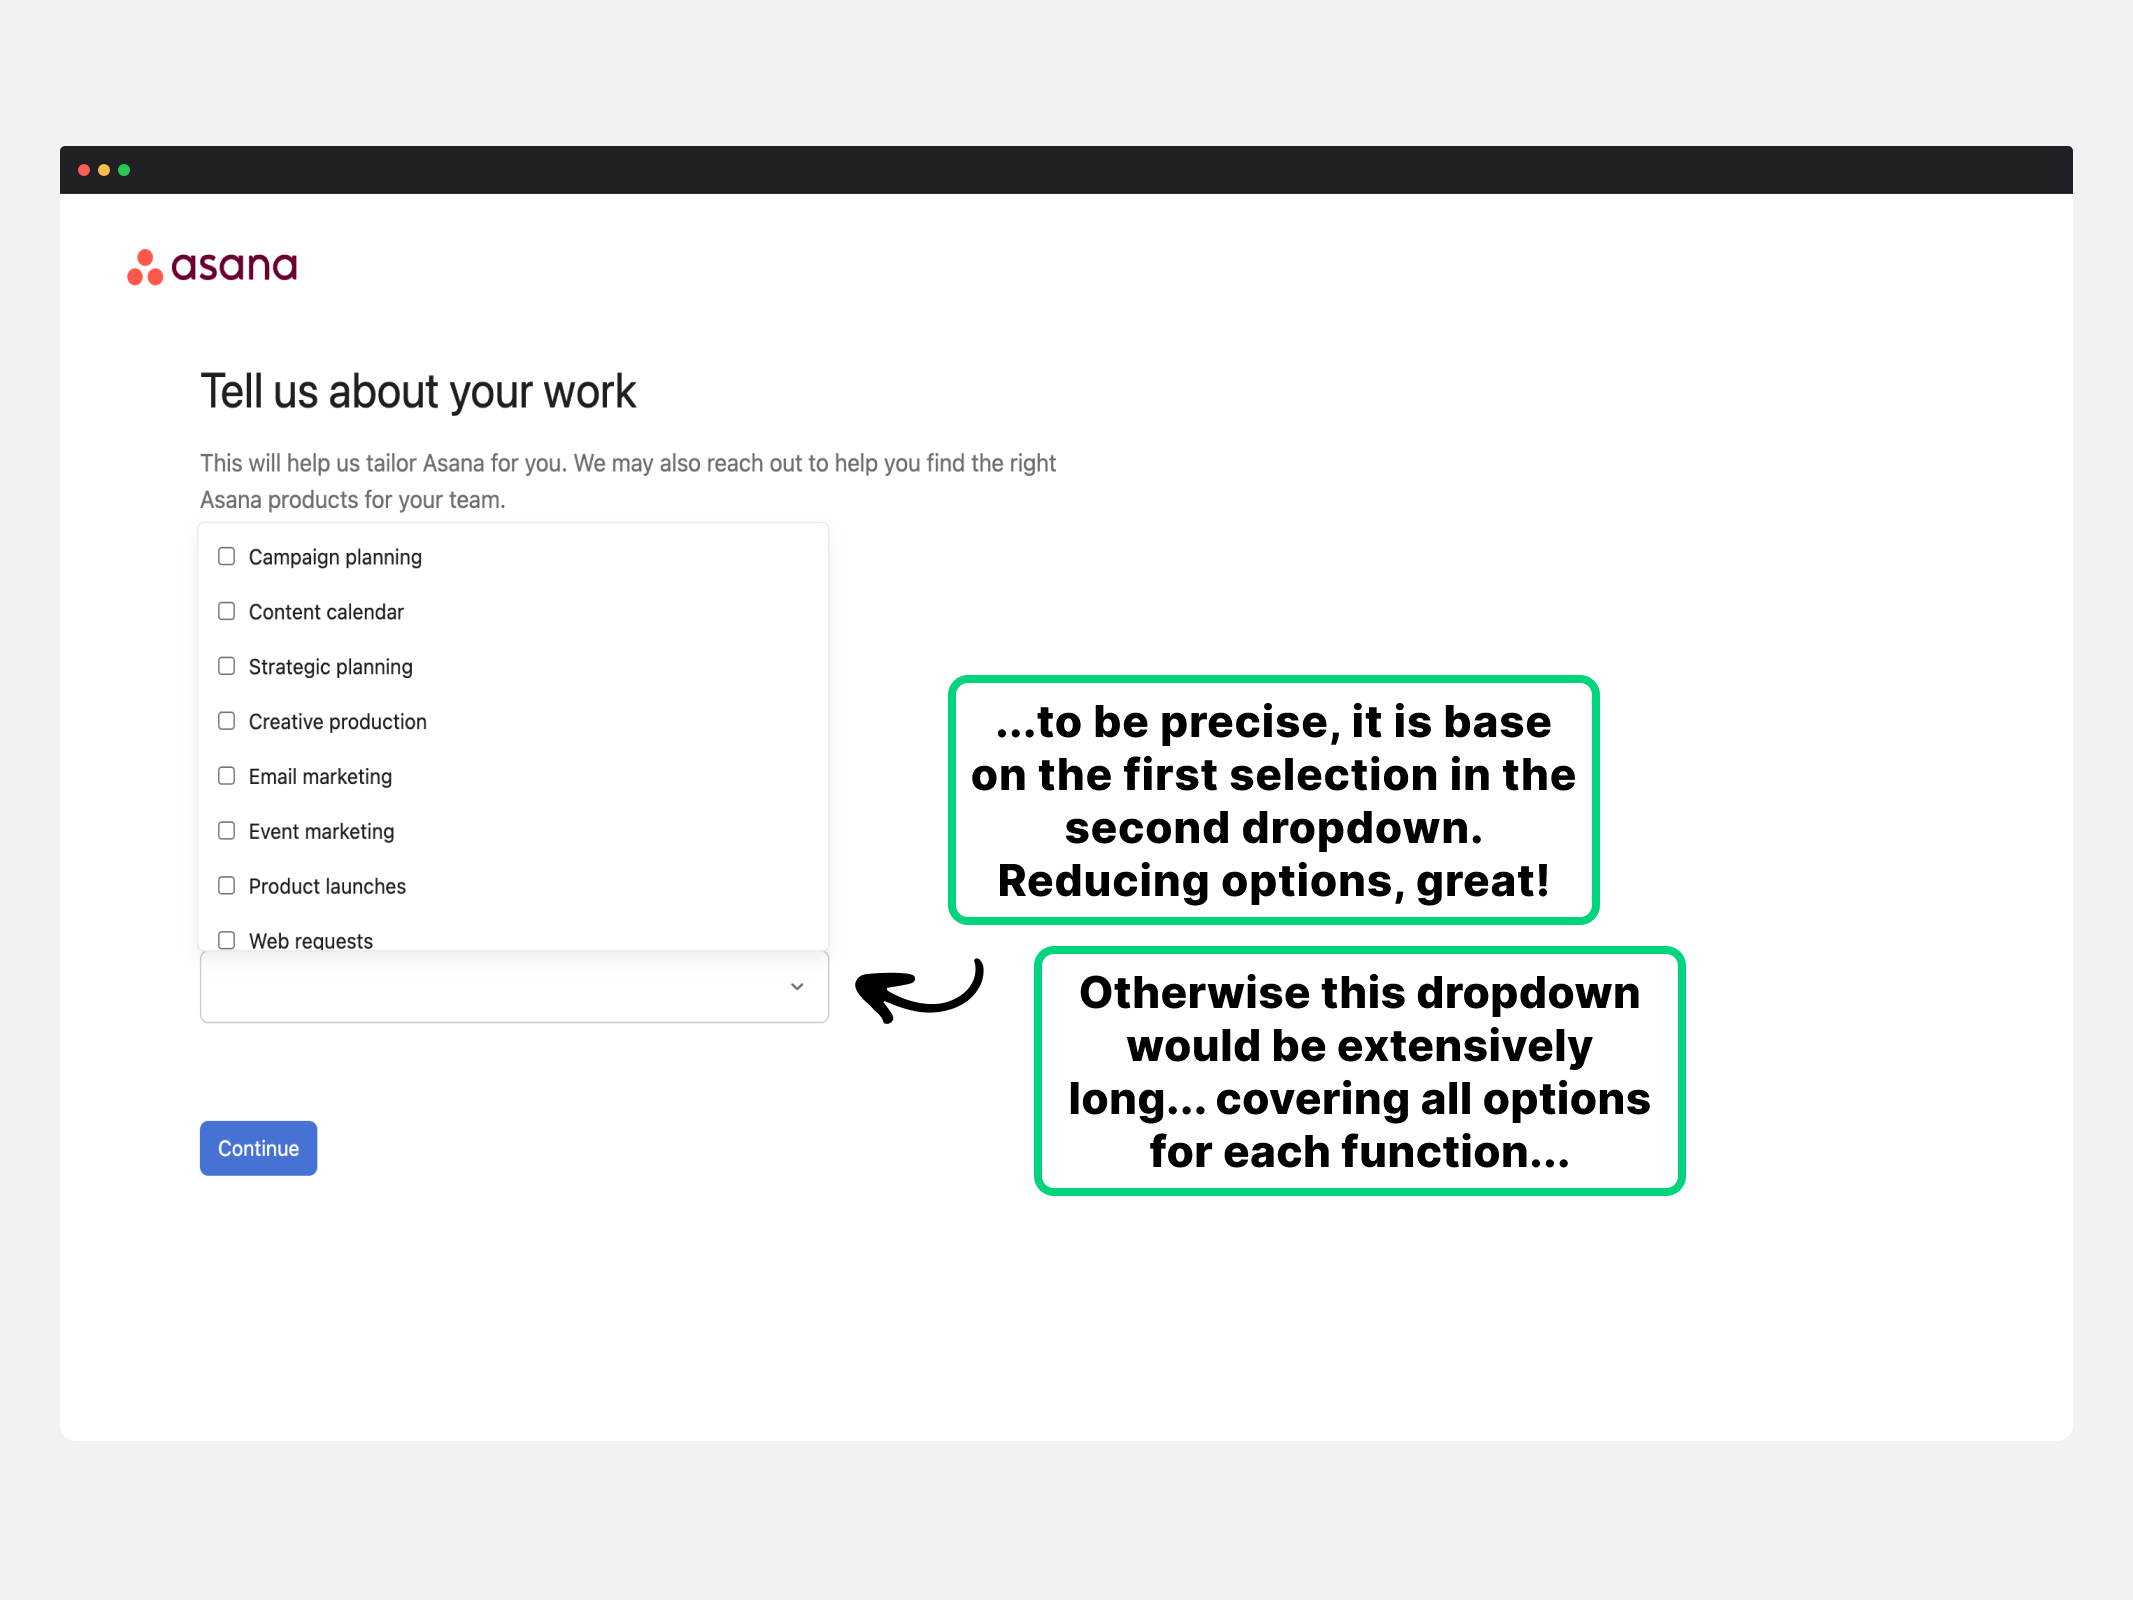 asana
Tell us about your work
This will help us tailor Asana for you. We may also reach out to help you find the right
Asana products for your team.
Campaign planning
Content calendar
Strategic planning
Creative production
Email marketing
Event marketing
Product launches
Web requests
Continue
...to be precise, it is base
on the first selection in the
second dropdown.
Reducing options, great!
Otherwise this dropdown
would be extensively
long... covering all options
for each function...